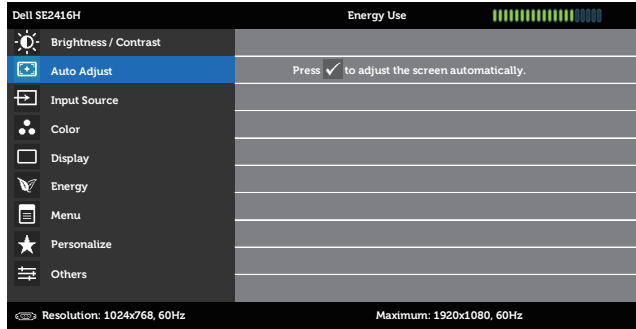 Dell SE2416H Energy Use
Brightness / Contrast
Auto Adjust Press ✓ to adjust the screen automatically.
Input Source
Color
Display
Energy
Menu
Personalize
Others
Resolution: 1024x768, 60Hz Maximum: 1920x1080, 60Hz